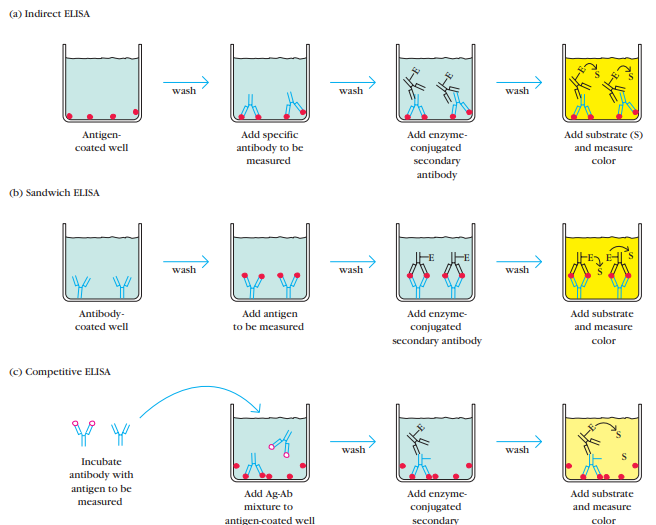 (a) Indirect ELISA
E
E
E
S
E
S
wash
wash
wash
Antigen-
coated well
Add specific
antibody to be
measured
Add enzyme-
conjugated
secondary
antibody
Add substrate (S)
and measure
color
(b) Sandwich ELISA
E
E
E
S
E
S
wash
wash
wash
Antibody-
coated well
Add antigen
to be measured
Add enzyme-
conjugated
secondary antibody
Add substrate
and measure
color
(c) Competitive ELISA
E
E
S
S
wash
wash
Incubate
antibody with
antigen to be
measured
Add Ag-Ab
mixture to
antigen-coated well
Add enzyme-
conjugated
secondary
Add substrate
and measure
color